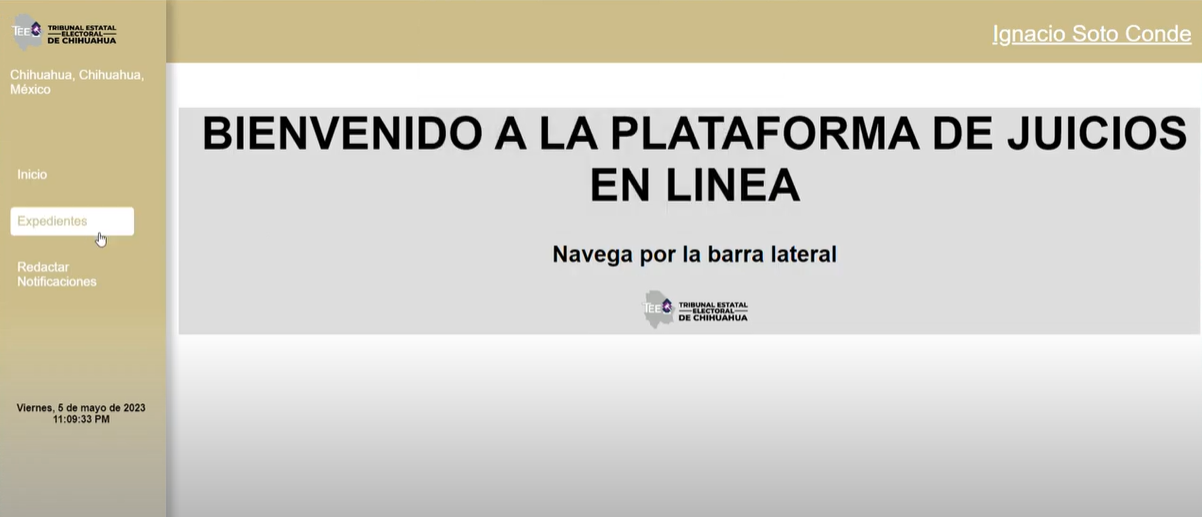 TEE
TRIBUNAL ESTATAL
ELECTORAL
DE CHIHUAHUA
Chihuahua, Chihuahua,
México
Inicio
Expedientes
Redactar
Notificaciones
Viernes, 5 de mayo de 2023
11:09:33 PM
Ignacio Soto Conde
BIENVENIDO A LA PLATAFORMA DE JUICIOS
EN LINEA
Navega por la barra lateral
TEE
TRIBUNAL ESTATAL
ELECTORAL
DE CHIHUAHUA